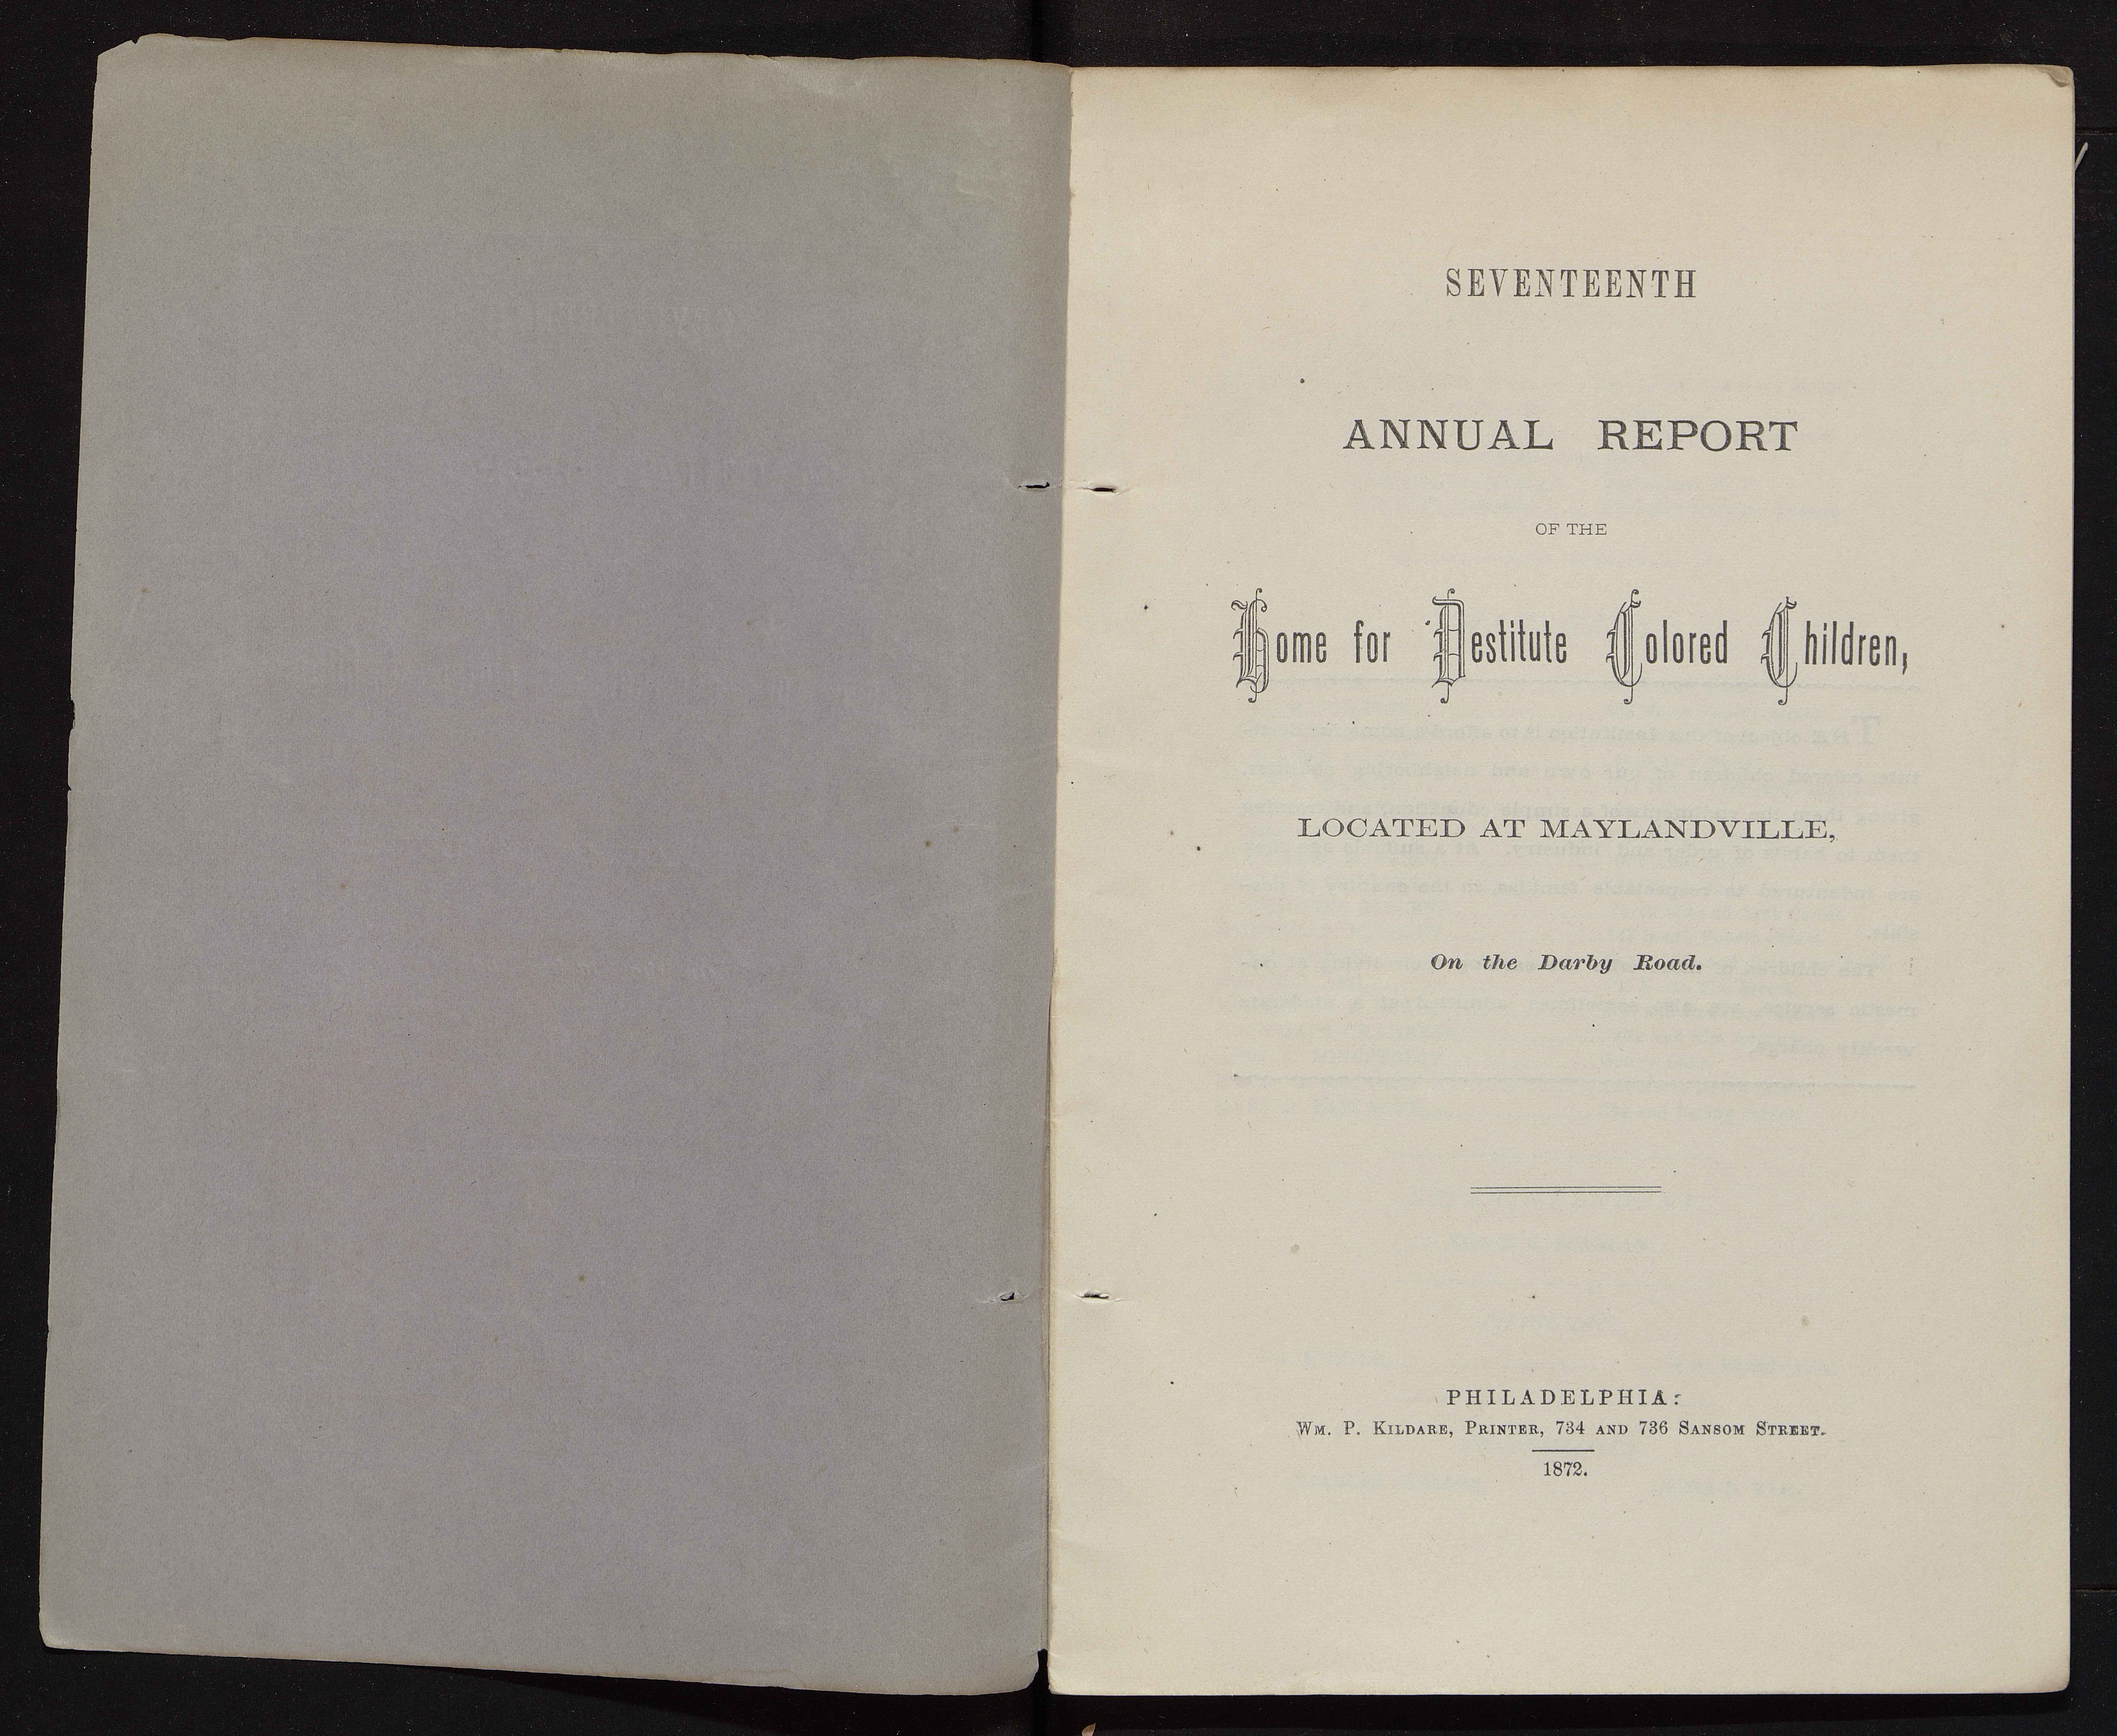 SEVENTEENTH
ANNUAL REPORT
OF THE
Home for Destitute Colored Children,
LOCATED AT MAYLANDVILLE,
On the Darby Road.
PHILADELPHIA:
WM. P. KILDARE, PRINTER, 734 AND 736 SANSOM STREET.
1872.